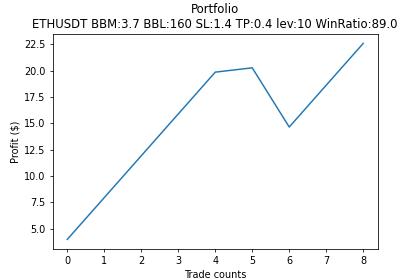 Portfolio
ETHUSDT BBM:3.7 BBL:160 SL:1.4 TP:0.4 lev:10 WinRatio:89.0
22.5
20.0
17.5
15.0
12.5
10.0
7.5
5.0
Profit ($)
0 1 2 3 4 5 6 7 8
Trade counts